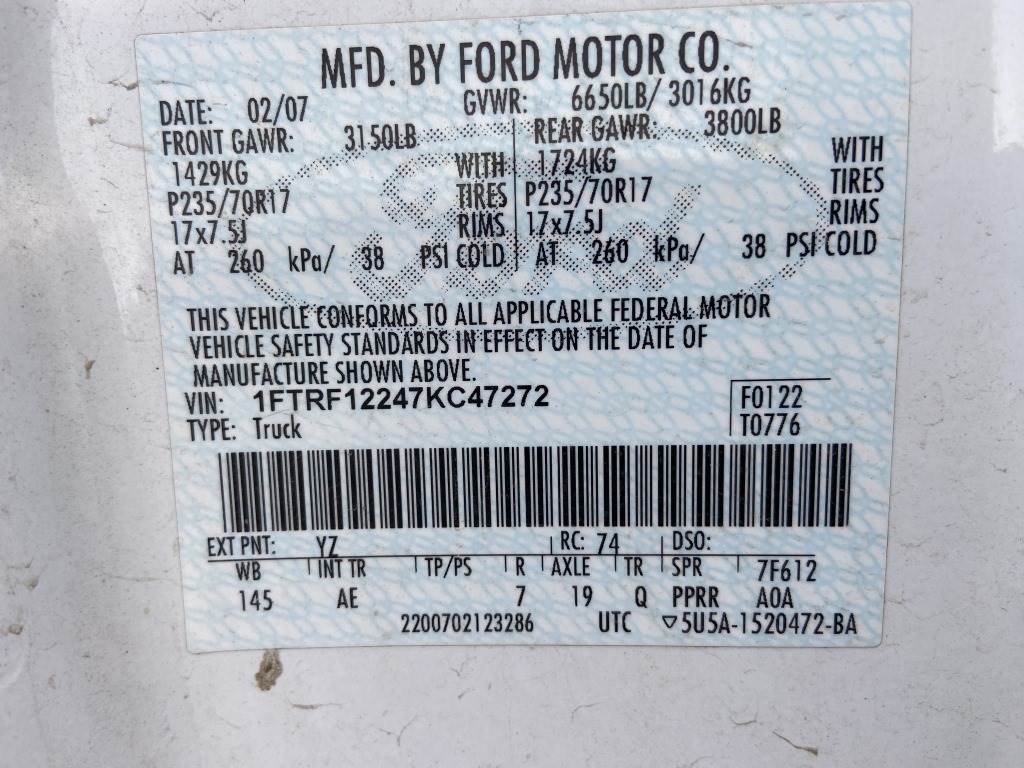 MFD. BY FORD MOTOR CO.
DATE: 02/07 GVWR: 6650LB/ 3016KG
FRONT GAWR: 3150LB REAR GAWR: 3800LB
1429KG WITH 1724KG WITH
P235/70R17 TIRES P235/70R17 TIRES
17x7.5J RIMS 17x7.5J RIMS
AT 260 kPa/ 38 PSI COLD AT 260 kPa/ 38 PSI COLD
THIS VEHICLE CONFORMS TO ALL APPLICABLE FEDERAL MOTOR
VEHICLE SAFETY STANDARDS IN EFFECT ON THE DATE OF
MANUFACTURE SHOWN ABOVE.
VIN: 1FTRF12247KC47272 F0122
TYPE: Truck T0776
EXT PNT: YZ RC: 74 DSO:
WB INT TR TP/PS R AXLE TR SPR 7F612
145 AE 7 19 Q PPRR A0A
2200702123286 UTC ▽5U5A-1520472-BA
Ford